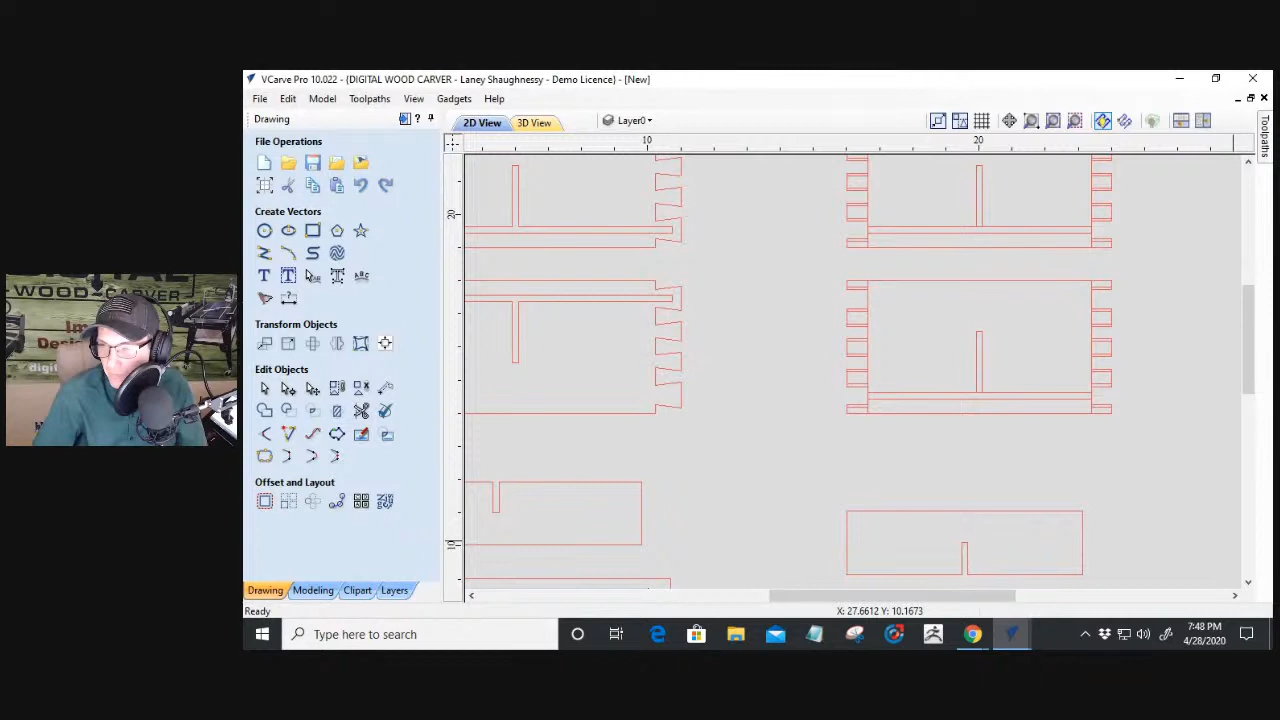 VCarve Pro 10.022 - {DIGITAL WOOD CARVER - Laney Shaughnessy - Demo Licence} - [New]
File Edit Model Toolpaths View Gadgets Help
Drawing
2D View
3D View
Layer0
Toolpaths
File Operations
10
20
Create Vectors
20
Transform Objects
Edit Objects
Offset and Layout
10
Drawing
Modeling
Clipart
Layers
Ready
X: 27.6612 Y: 10.1673
Type here to search
7:48 PM
4/28/2020
WOOD-CARVER